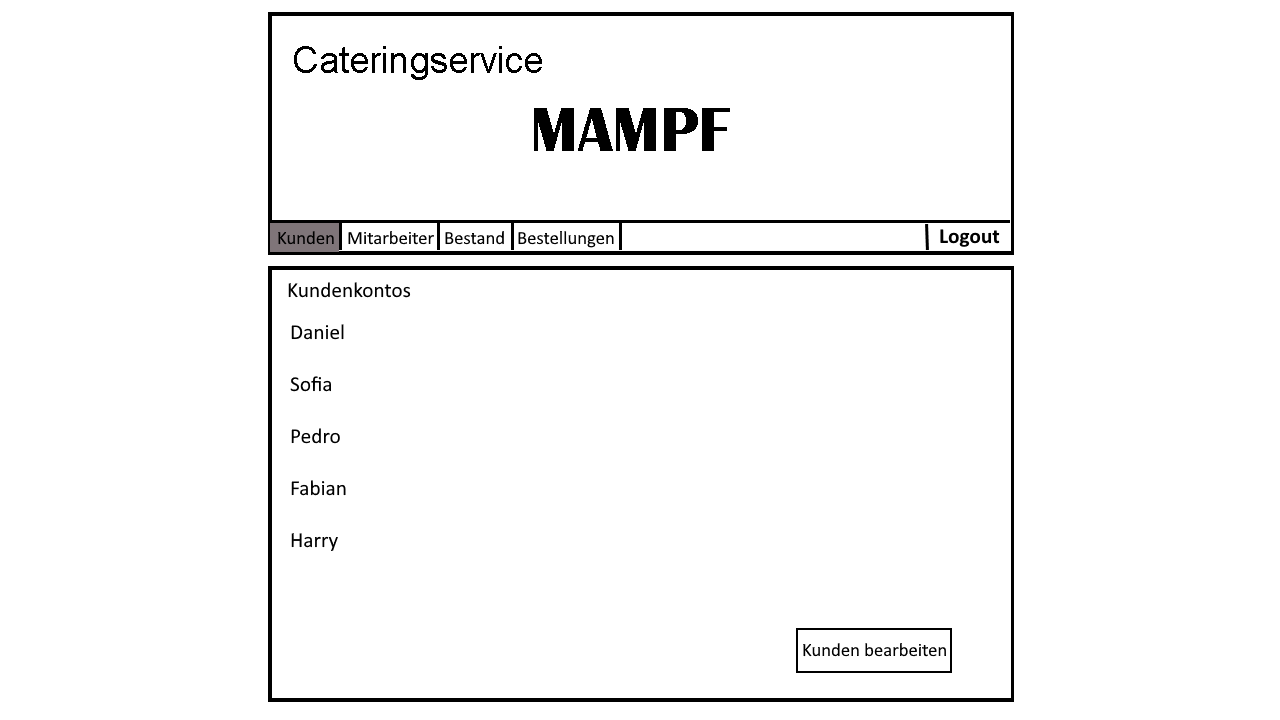 Cateringservice
MAMPF
Kunden Mitarbeiter Bestand Bestellungen Logout
Kundenkontos
Daniel
Sofia
Pedro
Fabian
Harry
Kunden bearbeiten